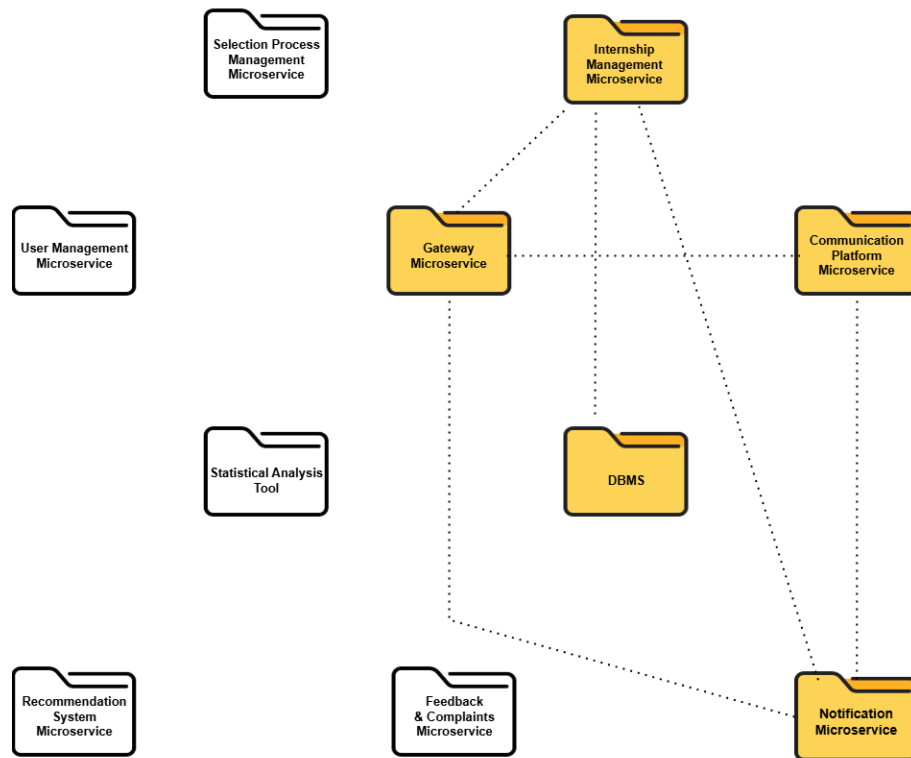 Selection Process
Management
Microservice
Internship
Management
Microservice
User Management
Microservice
Gateway
Microservice
Communication
Platform
Microservice
Statistical Analysis
Tool
DBMS
Recommendation
System
Microservice
Feedback
& Complaints
Microservice
Notification
Microservice